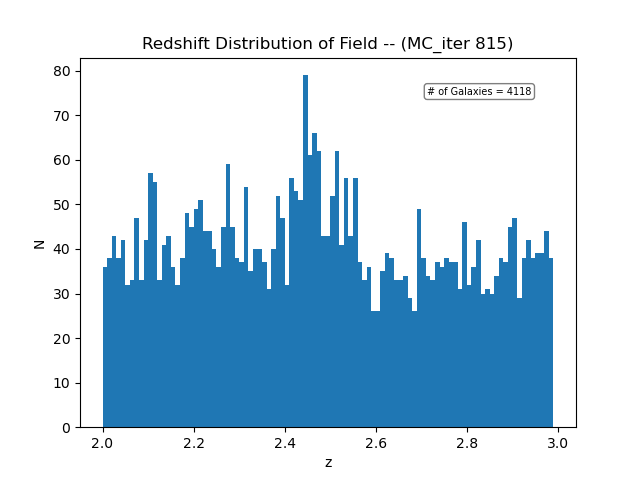 Redshift Distribution of Field -- (MC_iter 815)
# of Galaxies = 4118
80
70
60
50
40
30
20
10
0
N
2.0 2.2 2.4 2.6 2.8 3.0
z